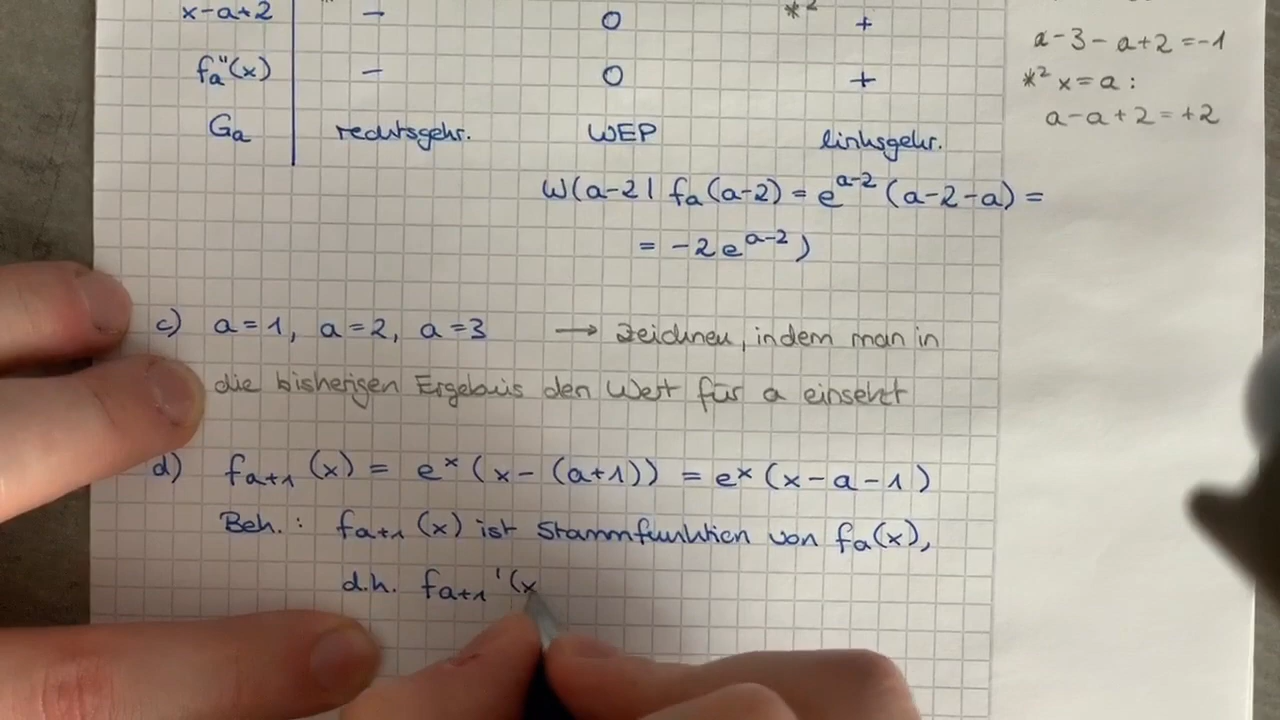 x-a+2 - 0 *² + 
fa''(x) - 0 +
Ga rechtsgekr. WEP linksgekr.
a-3-a+2=-1
*² x=a:
a-a+2=+2
W(a-2| fa(a-2) = e^(a-2) (a-2-a) =
= -2e^(a-2))
c) a=1, a=2, a=3 → zeichnen, indem man in
die bisherigen Ergebnis den Wert für a einsetzt
d) fa+1 (x) = e^x (x-(a+1)) = e^x (x-a-1)
Beh.: fa+1 (x) ist Stammfunktion von fa(x),
d.h. fa+1'(x